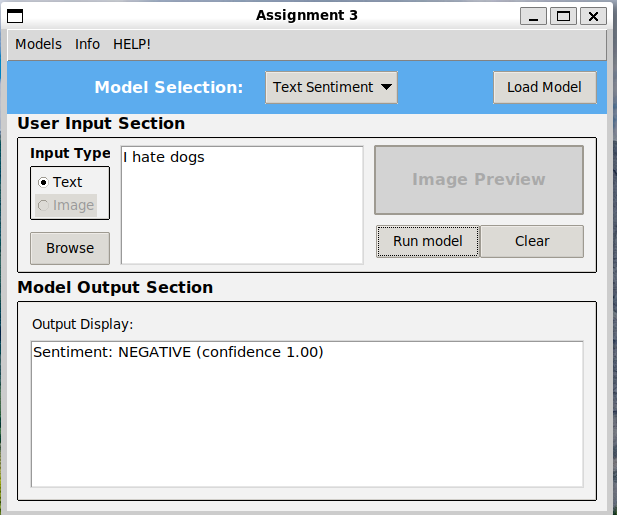 Assignment 3
Models Info HELP!
Model Selection: Text Sentiment Load Model
User Input Section
Input Type
Text
Image
Browse
I hate dogs
Image Preview
Run model Clear
Model Output Section
Output Display:
Sentiment: NEGATIVE (confidence 1.00)